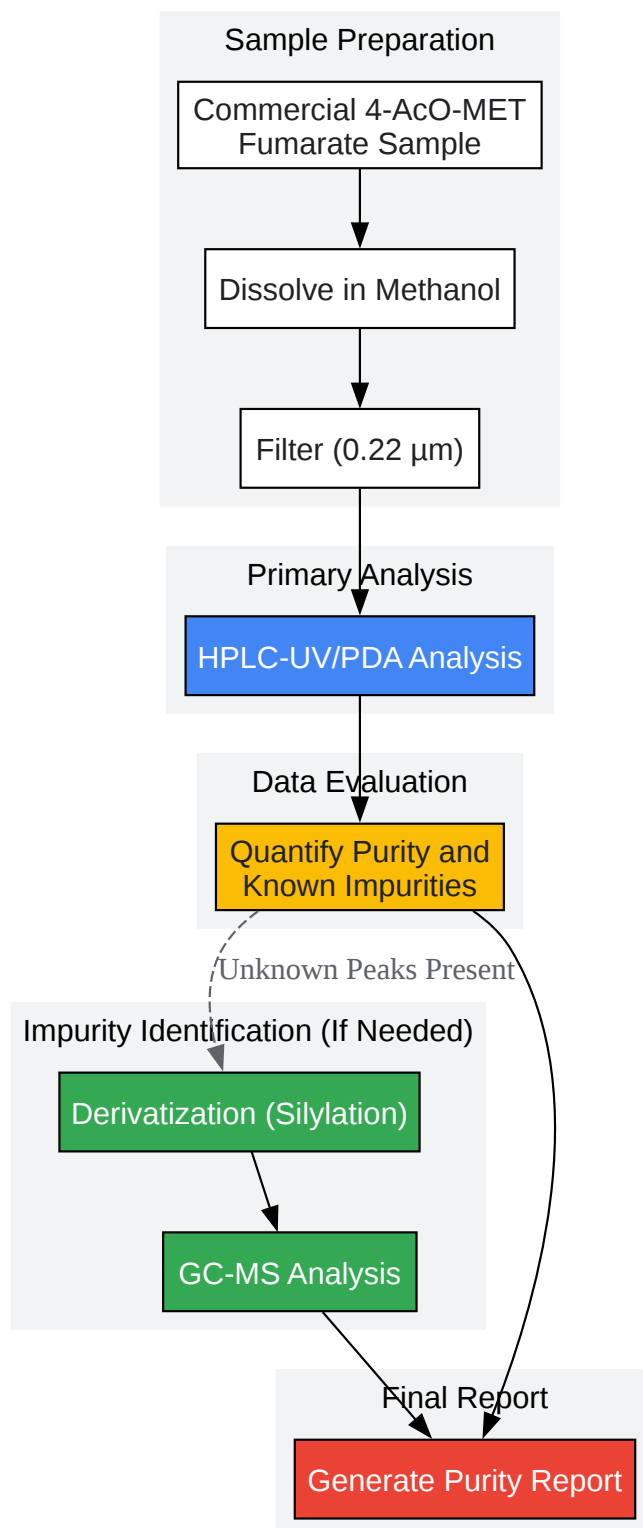 Sample Preparation
Commercial 4-AcO-MET
Fumarate Sample
Dissolve in Methanol
Filter (0.22 µm)
Primary Analysis
HPLC-UV/PDA Analysis
Data Evaluation
Quantify Purity and
Known Impurities
Unknown Peaks Present
Impurity Identification (If Needed)
Derivatization (Silylation)
GC-MS Analysis
Final Report
Generate Purity Report